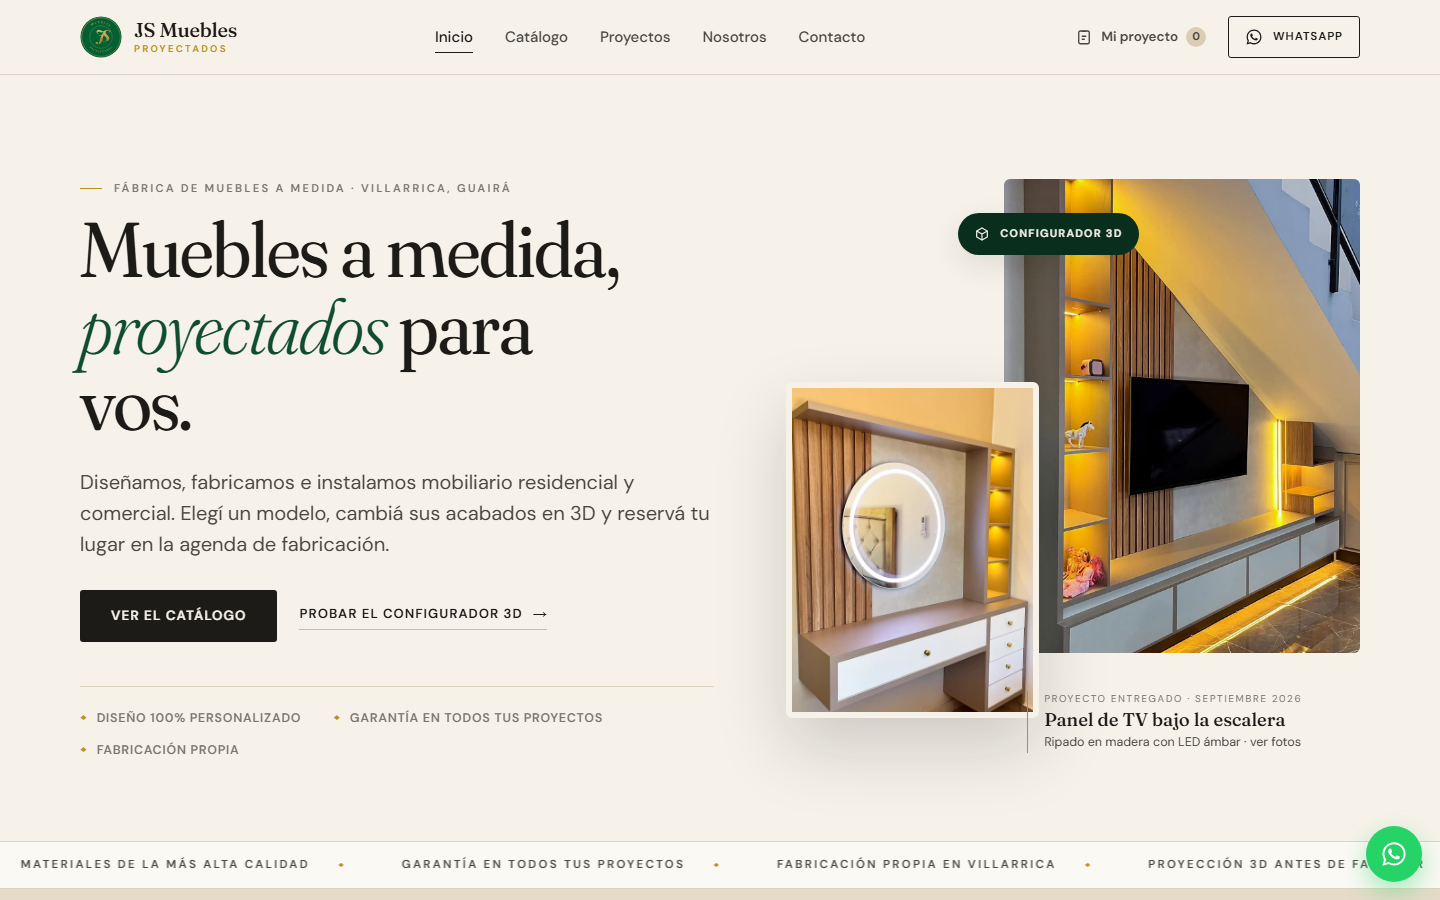 JS Muebles
PROYECTADOS
Inicio
Catálogo
Proyectos
Nosotros
Contacto
Mi proyecto 0
WHATSAPP
FÁBRICA DE MUEBLES A MEDIDA · VILLARRICA, GUAIRÁ
Muebles a medida,
proyectados para
vos.
Diseñamos, fabricamos e instalamos mobiliario residencial y
comercial. Elegí un modelo, cambiá sus acabados en 3D y reservá tu
lugar en la agenda de fabricación.
VER EL CATÁLOGO
PROBAR EL CONFIGURADOR 3D →
DISEÑO 100% PERSONALIZADO
GARANTÍA EN TODOS TUS PROYECTOS
FABRICACIÓN PROPIA
CONFIGURADOR 3D
PROYECTO ENTREGADO · SEPTIEMBRE 2026
Panel de TV bajo la escalera
Ripado en madera con LED ámbar · ver fotos
MATERIALES DE LA MÁS ALTA CALIDAD
GARANTÍA EN TODOS TUS PROYECTOS
FABRICACIÓN PROPIA EN VILLARRICA
PROYECCIÓN 3D ANTES DE